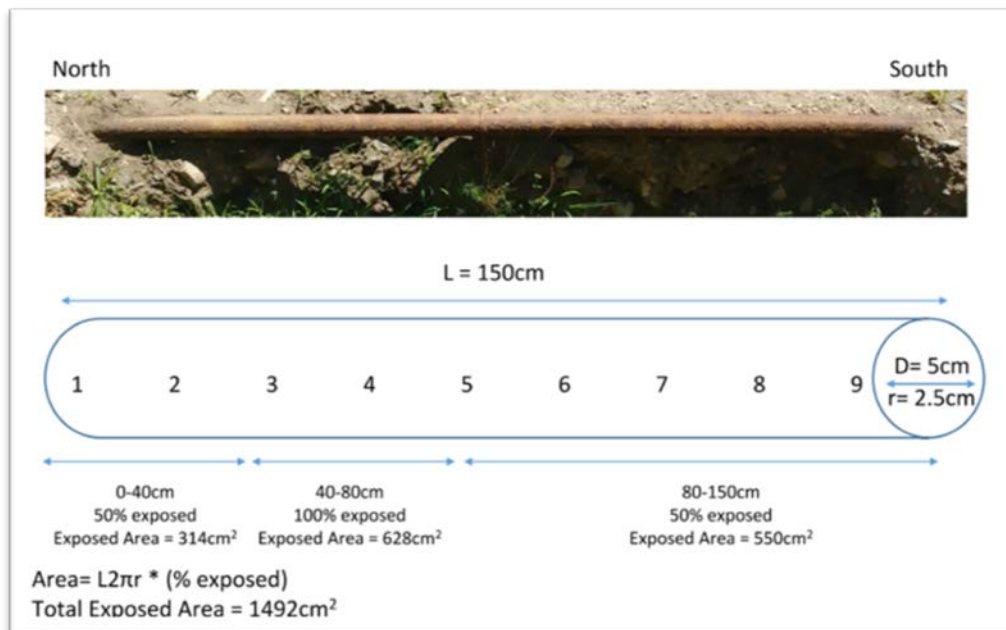 North
South
L = 150cm
1 2 3 4 5 6 7 8 9
D= 5cm
r= 2.5cm
0-40cm
50% exposed
Exposed Area = 314cm²
40-80cm
100% exposed
Exposed Area = 628cm²
80-150cm
50% exposed
Exposed Area = 550cm²
Area= L2πr * (% exposed)
Total Exposed Area = 1492cm²